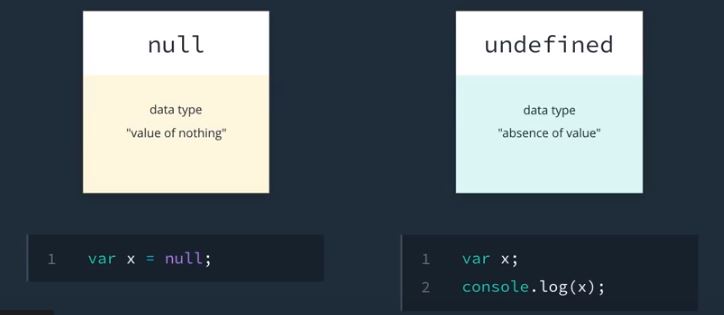 null
data type
"value of nothing"
1 var x = null;
undefined
data type
"absence of value"
1 var x;
2 console.log(x);